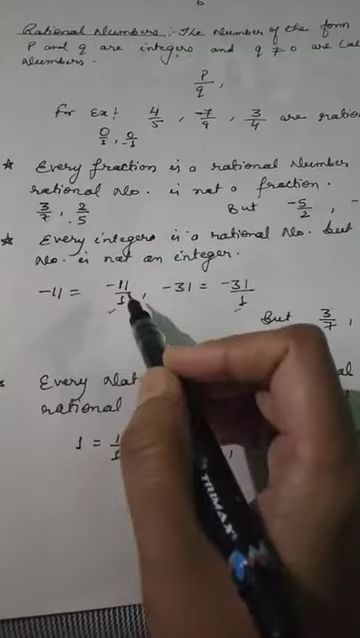 Rational Numbers :- The number of the form
P and q are integers and q ≠ 0 are
Numbers.
P/q,
For Ex! 4/5, -7/9, 3/4 are
0/1, 0/-1
* Every fraction is a rational Number
rational No. is not a fraction.
3/7, 2/5 But -5/2,
* Every integers is a rational No. but
No. is not an integer.
-11 = -11/1, -31 = -31/1
But 3/7,
Every
rational
1 = 1/1
TRIMAX